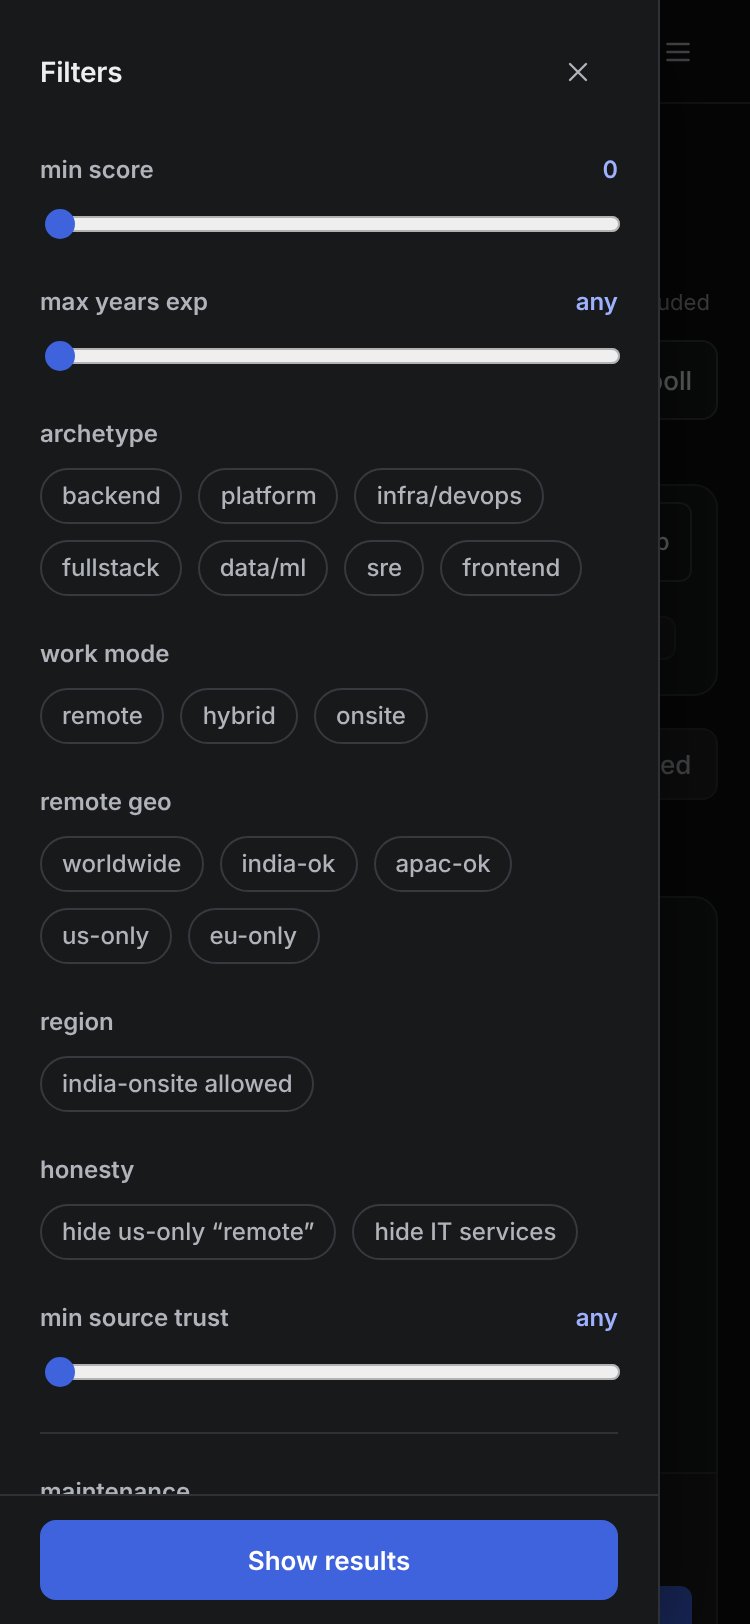 Filters
min score 0
max years exp any
archetype
backend platform infra/devops
fullstack data/ml sre frontend
work mode
remote hybrid onsite
remote geo
worldwide india-ok apac-ok
us-only eu-only
region
india-onsite allowed
honesty
hide us-only “remote” hide IT services
min source trust any
maintenance
Show results